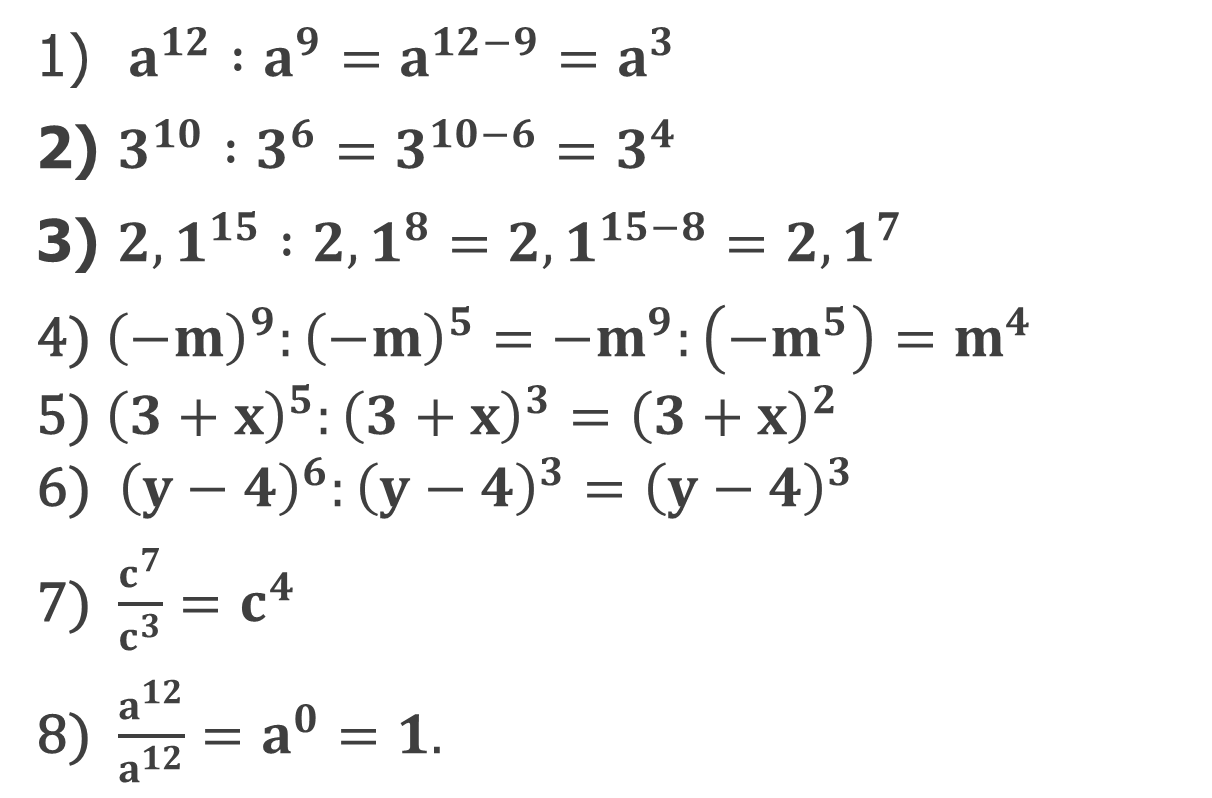 1) a¹² : a⁹ = a¹²⁻⁹ = a³
2) 3¹⁰ : 3⁶ = 3¹⁰⁻⁶ = 3⁴
3) 2,1¹⁵ : 2,1⁸ = 2,1¹⁵⁻⁸ = 2,1⁷
4) (−m)⁹: (−m)⁵ = −m⁹: (−m⁵) = m⁴
5) (3 + x)⁵: (3 + x)³ = (3 + x)²
6) (y − 4)⁶: (y − 4)³ = (y − 4)³
7) c⁷/c³ = c⁴
8) a¹²/a¹² = a⁰ = 1.